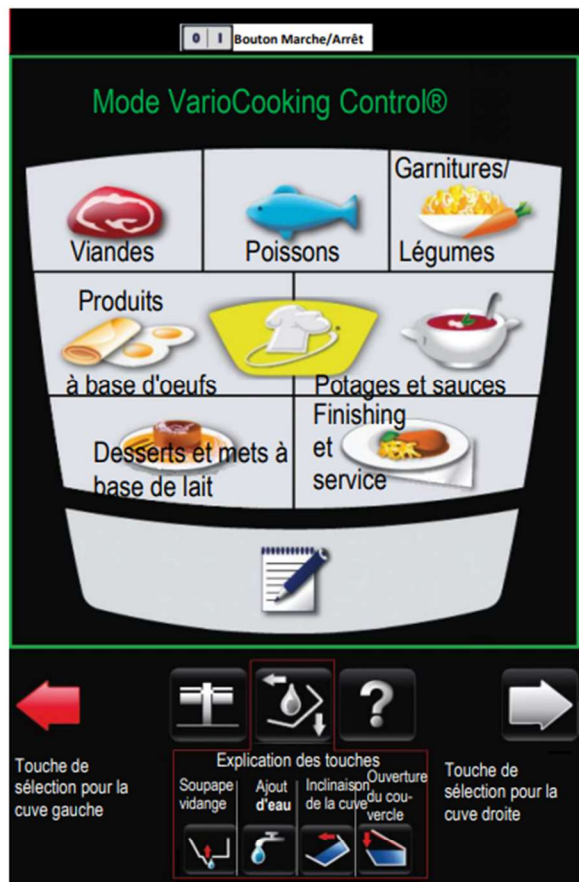 0 I Bouton Marche/Arrêt
Mode VarioCooking Control®
Viandes
Poissons
Garnitures/
Légumes
Produits
à base d'oeufs
Potages et sauces
Desserts et mets à
base de lait
Finishing
et
service
?
Touche de
sélection pour la
cuve gauche
Explication des touches
Soupape
vidange
Ajout
d'eau
Inclinaison
de la cuve
Ouverture
du cou-
vercle
Touche de
sélection pour la
cuve droite